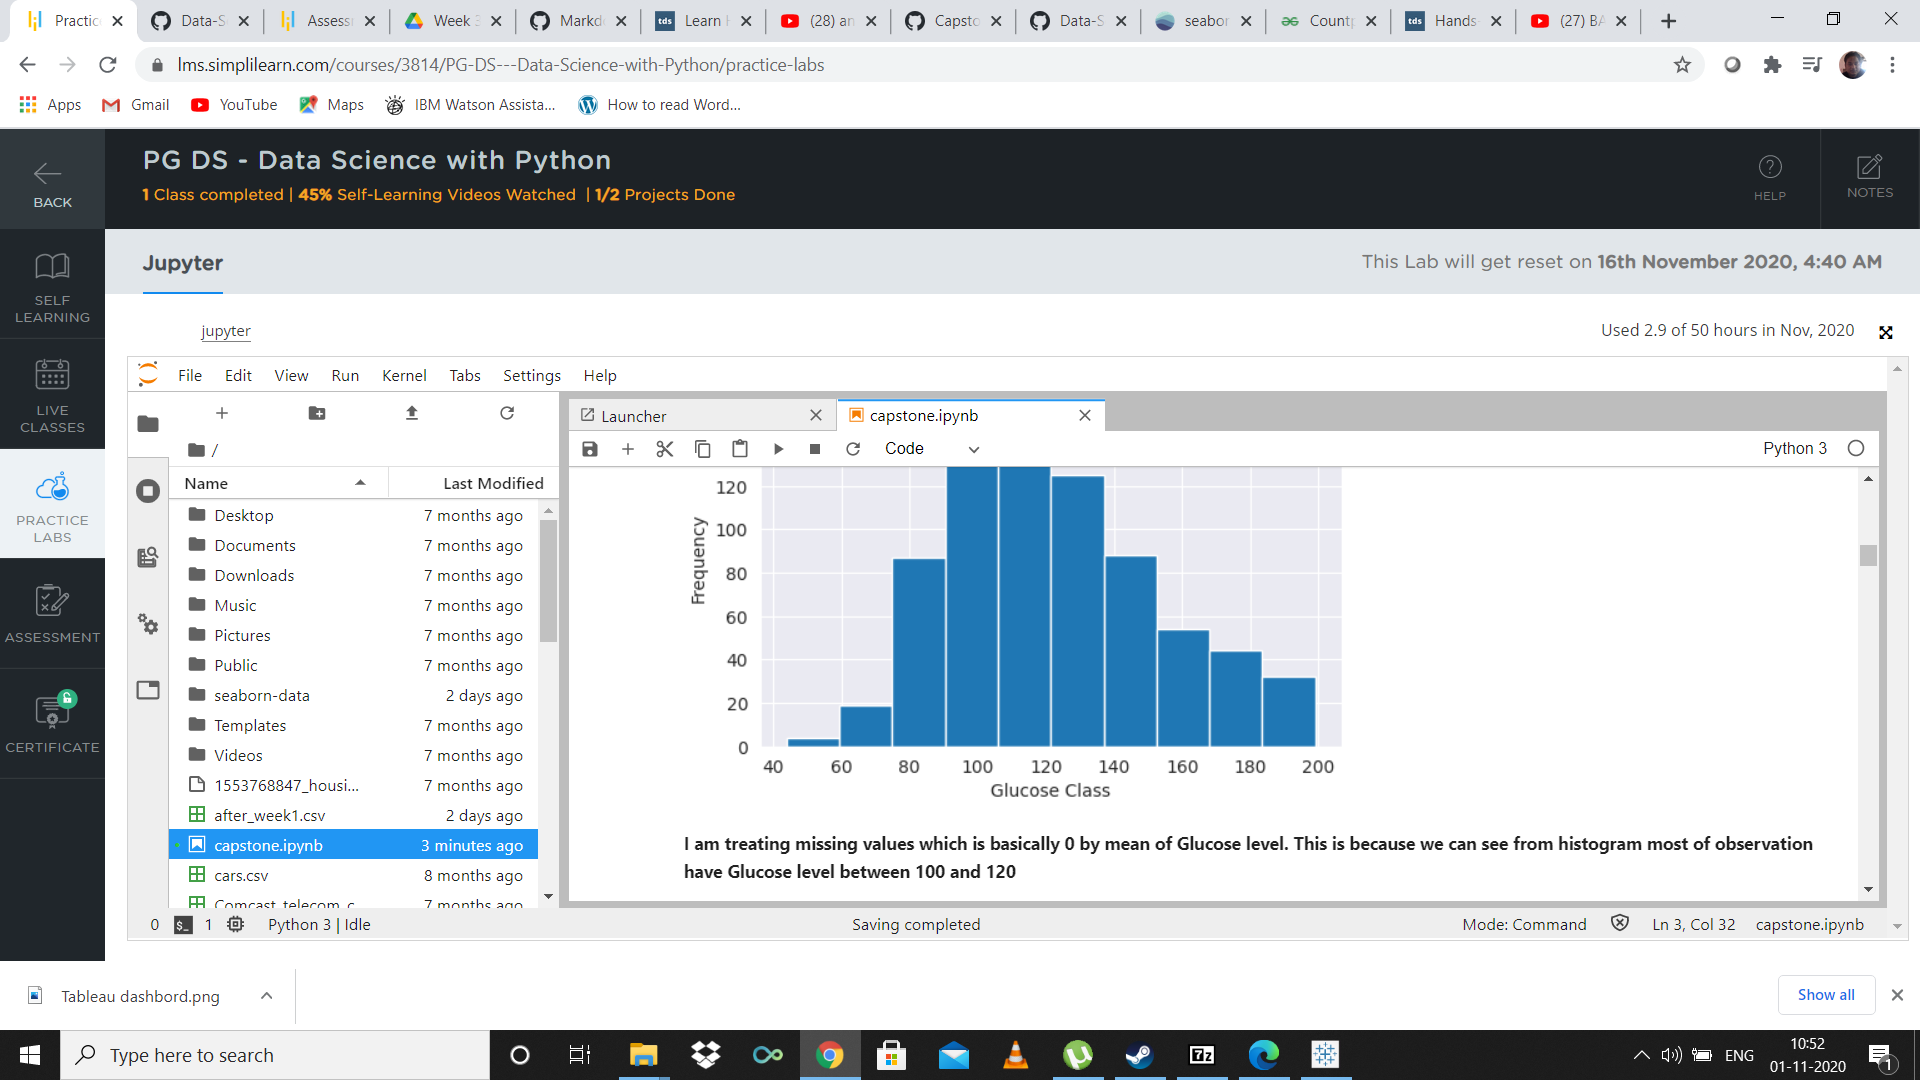 Practic
Data-S
Assessm
Week 3
Markdo
tds Learn H
(28) an
Capsto
Data-S
seabor
Countp
tds Hands
(27) BA
lms.simplilearn.com/courses/3814/PG-DS---Data-Science-with-Python/practice-labs
Apps Gmail YouTube Maps IBM Watson Assista... How to read Word...
BACK
PG DS - Data Science with Python
1 Class completed | 45% Self-Learning Videos Watched | 1/2 Projects Done
HELP
NOTES
SELF
LEARNING
LIVE
CLASSES
PRACTICE
LABS
ASSESSMENT
CERTIFICATE
Jupyter
This Lab will get reset on 16th November 2020, 4:40 AM
jupyter
Used 2.9 of 50 hours in Nov, 2020
File Edit View Run Kernel Tabs Settings Help
/
Name Last Modified
Desktop 7 months ago
Documents 7 months ago
Downloads 7 months ago
Music 7 months ago
Pictures 7 months ago
Public 7 months ago
seaborn-data 2 days ago
Templates 7 months ago
Videos 7 months ago
1553768847_housi... 7 months ago
after_week1.csv 2 days ago
capstone.ipynb 3 minutes ago
cars.csv 8 months ago
Comcast_telecom_c 7 months ago
Launcher
capstone.ipynb
Code
Python 3
120
100
80
60
40
20
0
Frequency
40 60 80 100 120 140 160 180 200
Glucose Class
I am treating missing values which is basically 0 by mean of Glucose level. This is because we can see from histogram most of observation
have Glucose level between 100 and 120
0 $_ 1 Python 3 | Idle Saving completed Mode: Command Ln 3, Col 32 capstone.ipynb
Tableau dashbord.png
Show all
Type here to search
7z
ENG
10:52
01-11-2020
1